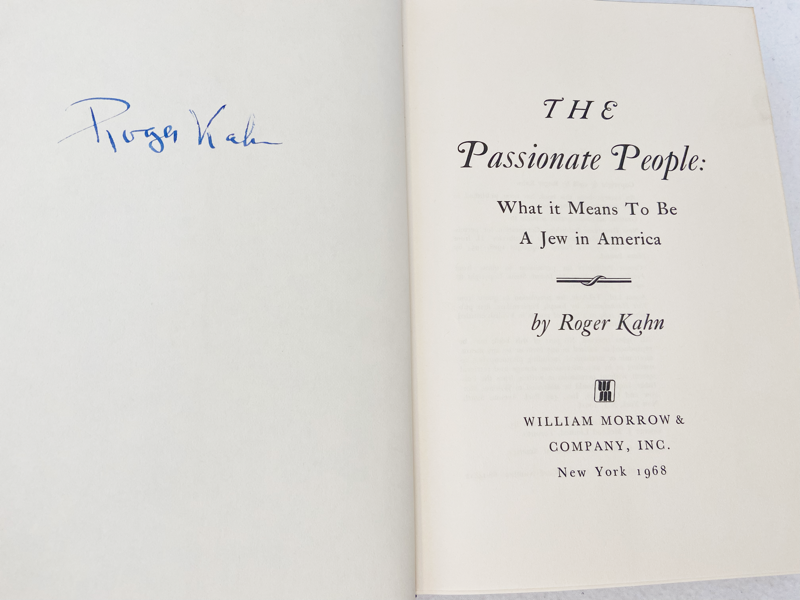 Roger Kahn
THE
Passionate People:
What it Means To Be
A Jew in America
by Roger Kahn
WILLIAM MORROW &
COMPANY, INC.
New York 1968